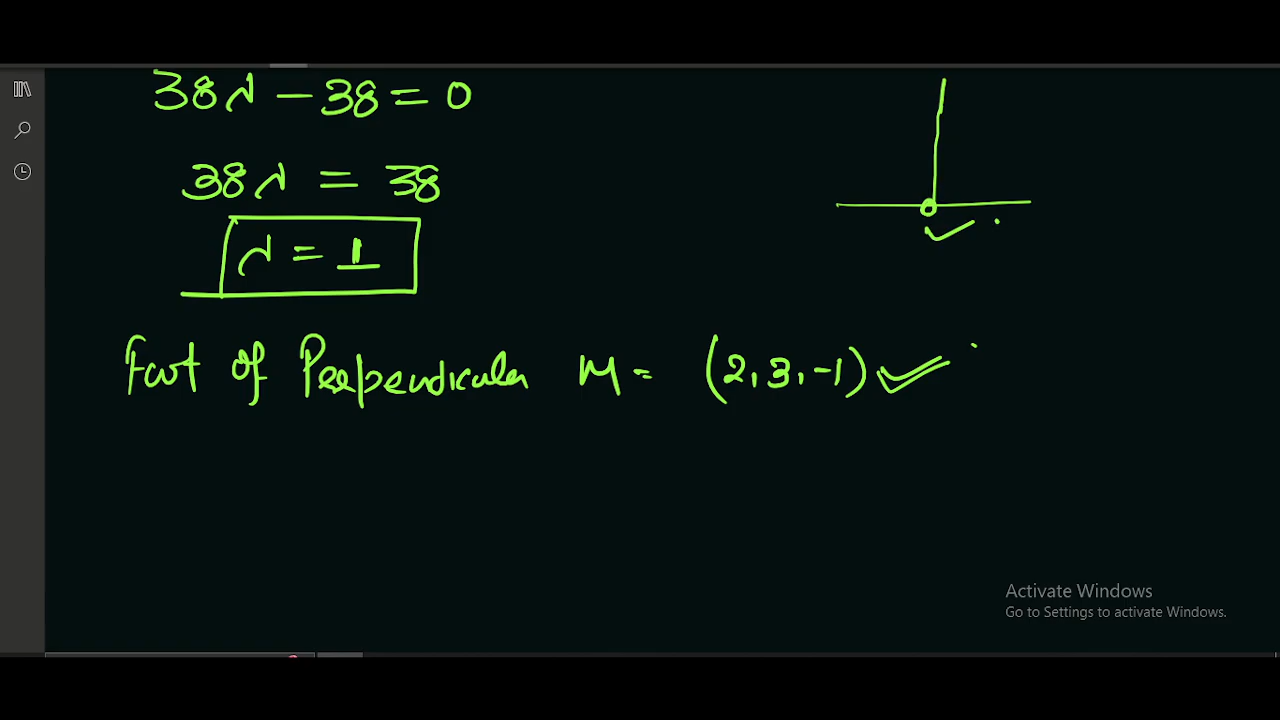 38λ - 38 = 0
38λ = 38
λ = 1
Foot of Perpendicular M = (2, 3, -1)
Activate Windows
Go to Settings to activate Windows.